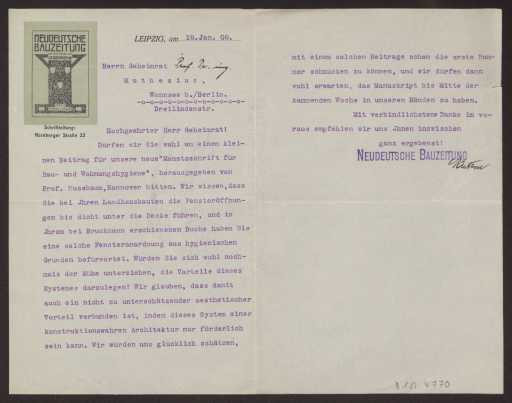 NEUDEUTSCHE
BAUZEITUNG
Schriftleitung:
Nürnberger Straße 22
LEIPZIG, am 19.Jan. 09.
Herrn Geheimrat Prof. Dr. ing
Muthesius,
Wannsee b./Berlin.
Dreilindenstr.
Hochgeehrter Herr Geheimrat!
Dürfen wir Sie wohl um einen klei-
nen Beitrag für unsere neue "Monatsschrift für
Bau- und Wohnungshygiene", herausgegeben von
Prof. Nussbaum, Hannover bitten. Wir wissen, dass
Sie bei Ihren Landhausbauten die Fensteröffnun-
gen bis dicht unter die Decke führen, und in
Ihrem bei Bruckmann erschienenen Buche haben Sie
eine solche Fensteranordnung aus hygienischen
Gründen befürwortet. Würden Sie sich wohl noch-
mals der Mühe unterziehen, die Vorteile dieses
Systemes darzulegen? Wir glauben, dass damit
auch ein nicht zu unterschätzender aesthetischer
Vorteil verbunden ist, indem dieses System einer
konstruktionswahren Architektur nur förderlich
sein kann. Wir würden uns glücklich schätzen,
mit einem solchen Beitrage schon die erste Num-
mer schmücken zu können, und wir dürfen dann
wohl erwarten, das Manuskript bis Mitte der
kommenden Woche in unseren Händen zu haben.
Mit verbindlichstem Danke im vo-
raus empfehlen wir uns Ihnen inzwischen
ganz ergebenst!
NEUDEUTSCHE BAUZEITUNG
4770